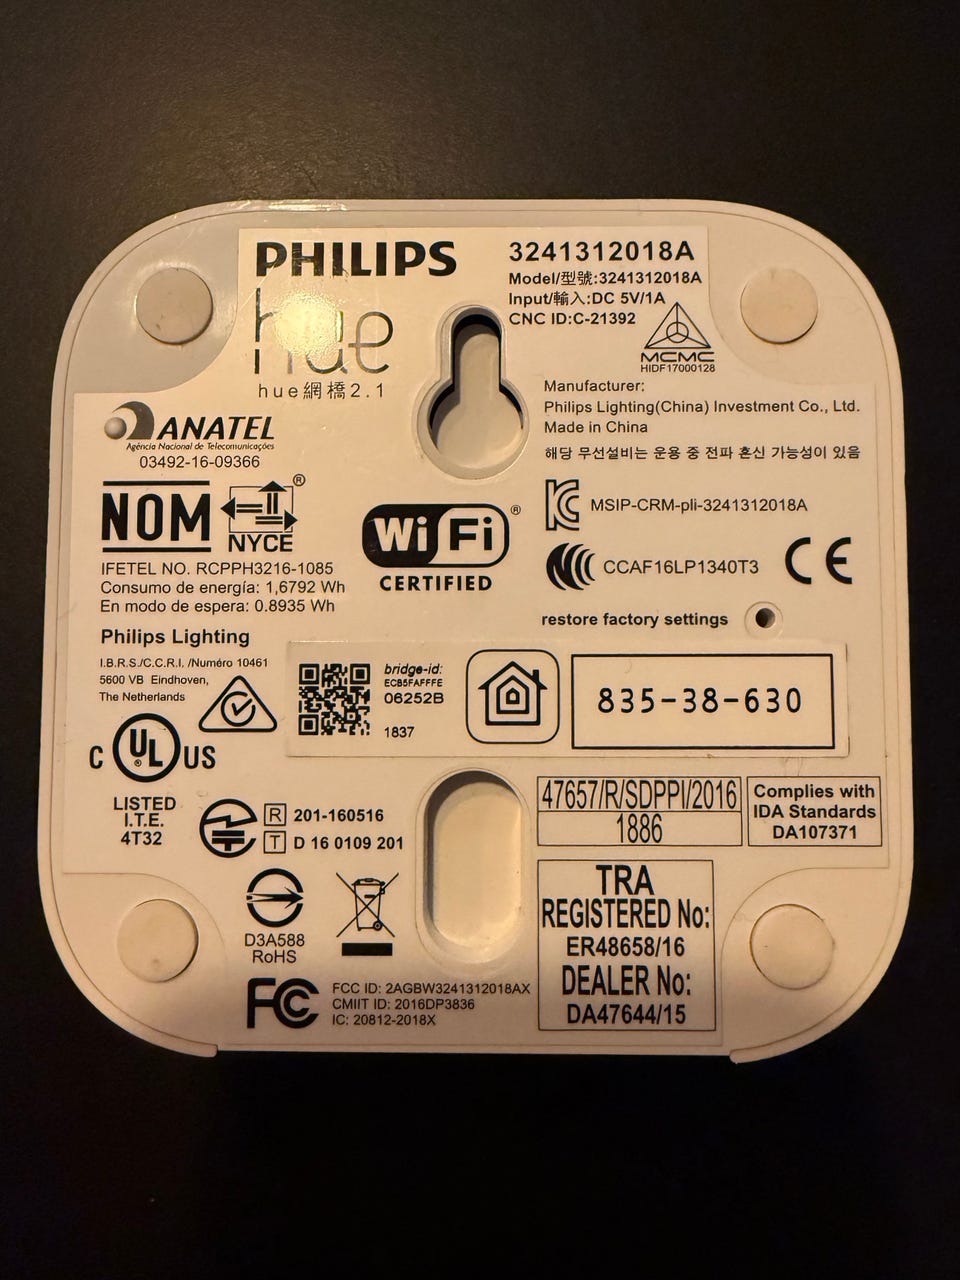 PHILIPS
hue
hue網橋2.1
3241312018A
Model/型號:3241312018A
Input/輸入:DC 5V/1A
CNC ID:C-21392
MCMC
HIDF17000128
Manufacturer:
Philips Lighting(China) Investment Co., Ltd.
Made in China
해당 무선설비는 운용 중 전파 혼신 가능성이 있음
ANATEL
Agência Nacional de Telecomunicações
03492-16-09366
NOM
NYCE®
IFETEL NO. RCPPH3216-1085
Consumo de energía: 1,6792 Wh
En modo de espera: 0.8935 Wh
Wi Fi®
CERTIFIED
MSIP-CRM-pli-3241312018A
CCAF16LP1340T3
CE
restore factory settings
Philips Lighting
I.B.R.S./C.C.R.I. /Numéro 10461
5600 VB Eindhoven,
The Netherlands
bridge-id:
ECB5FAFFFE
06252B
1837
835-38-630
C UL® US
LISTED
I.T.E.
4T32
R 201-160516
T D 16 0109 201
47657/R/SDPPI/2016
1886
Complies with
IDA Standards
DA107371
D3A588
RoHS
TRA
REGISTERED No:
ER48658/16
DEALER No:
DA47644/15
FC
FCC ID: 2AGBW3241312018AX
CMIIT ID: 2016DP3836
IC: 20812-2018X